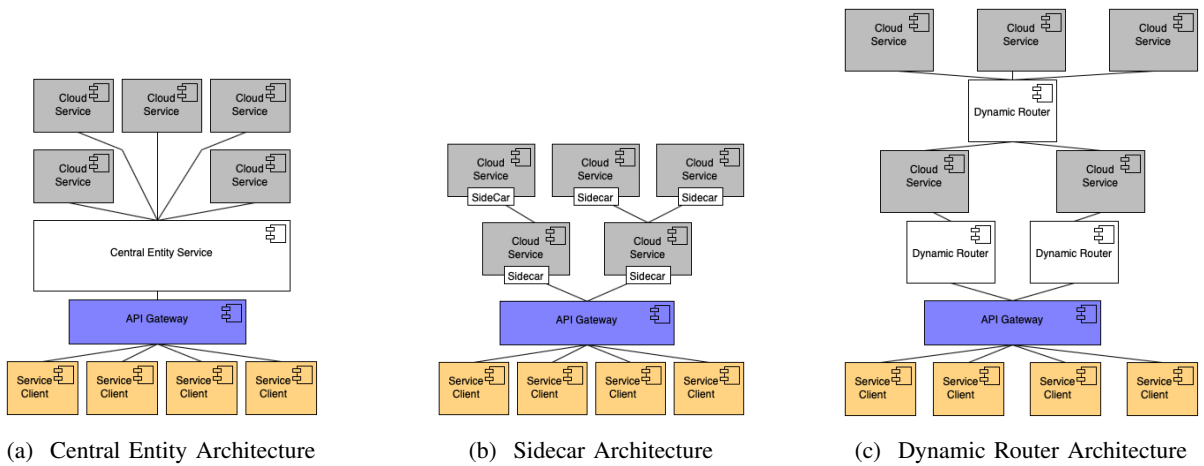 Cloud
Service
Cloud
Service
Cloud
Service
Cloud
Service
Cloud
Service
Central Entity Service
API Gateway
Service
Client
Service
Client
Service
Client
Service
Client
(a) Central Entity Architecture
Cloud
Service
SideCar
Cloud
Service
Sidecar
Cloud
Service
Sidecar
Cloud
Service
Sidecar
Cloud
Service
Sidecar
API Gateway
Service
Client
Service
Client
Service
Client
Service
Client
(b) Sidecar Architecture
Cloud
Service
Cloud
Service
Cloud
Service
Dynamic Router
Cloud
Service
Cloud
Service
Dynamic Router
Dynamic Router
API Gateway
Service
Client
Service
Client
Service
Client
Service
Client
(c) Dynamic Router Architecture